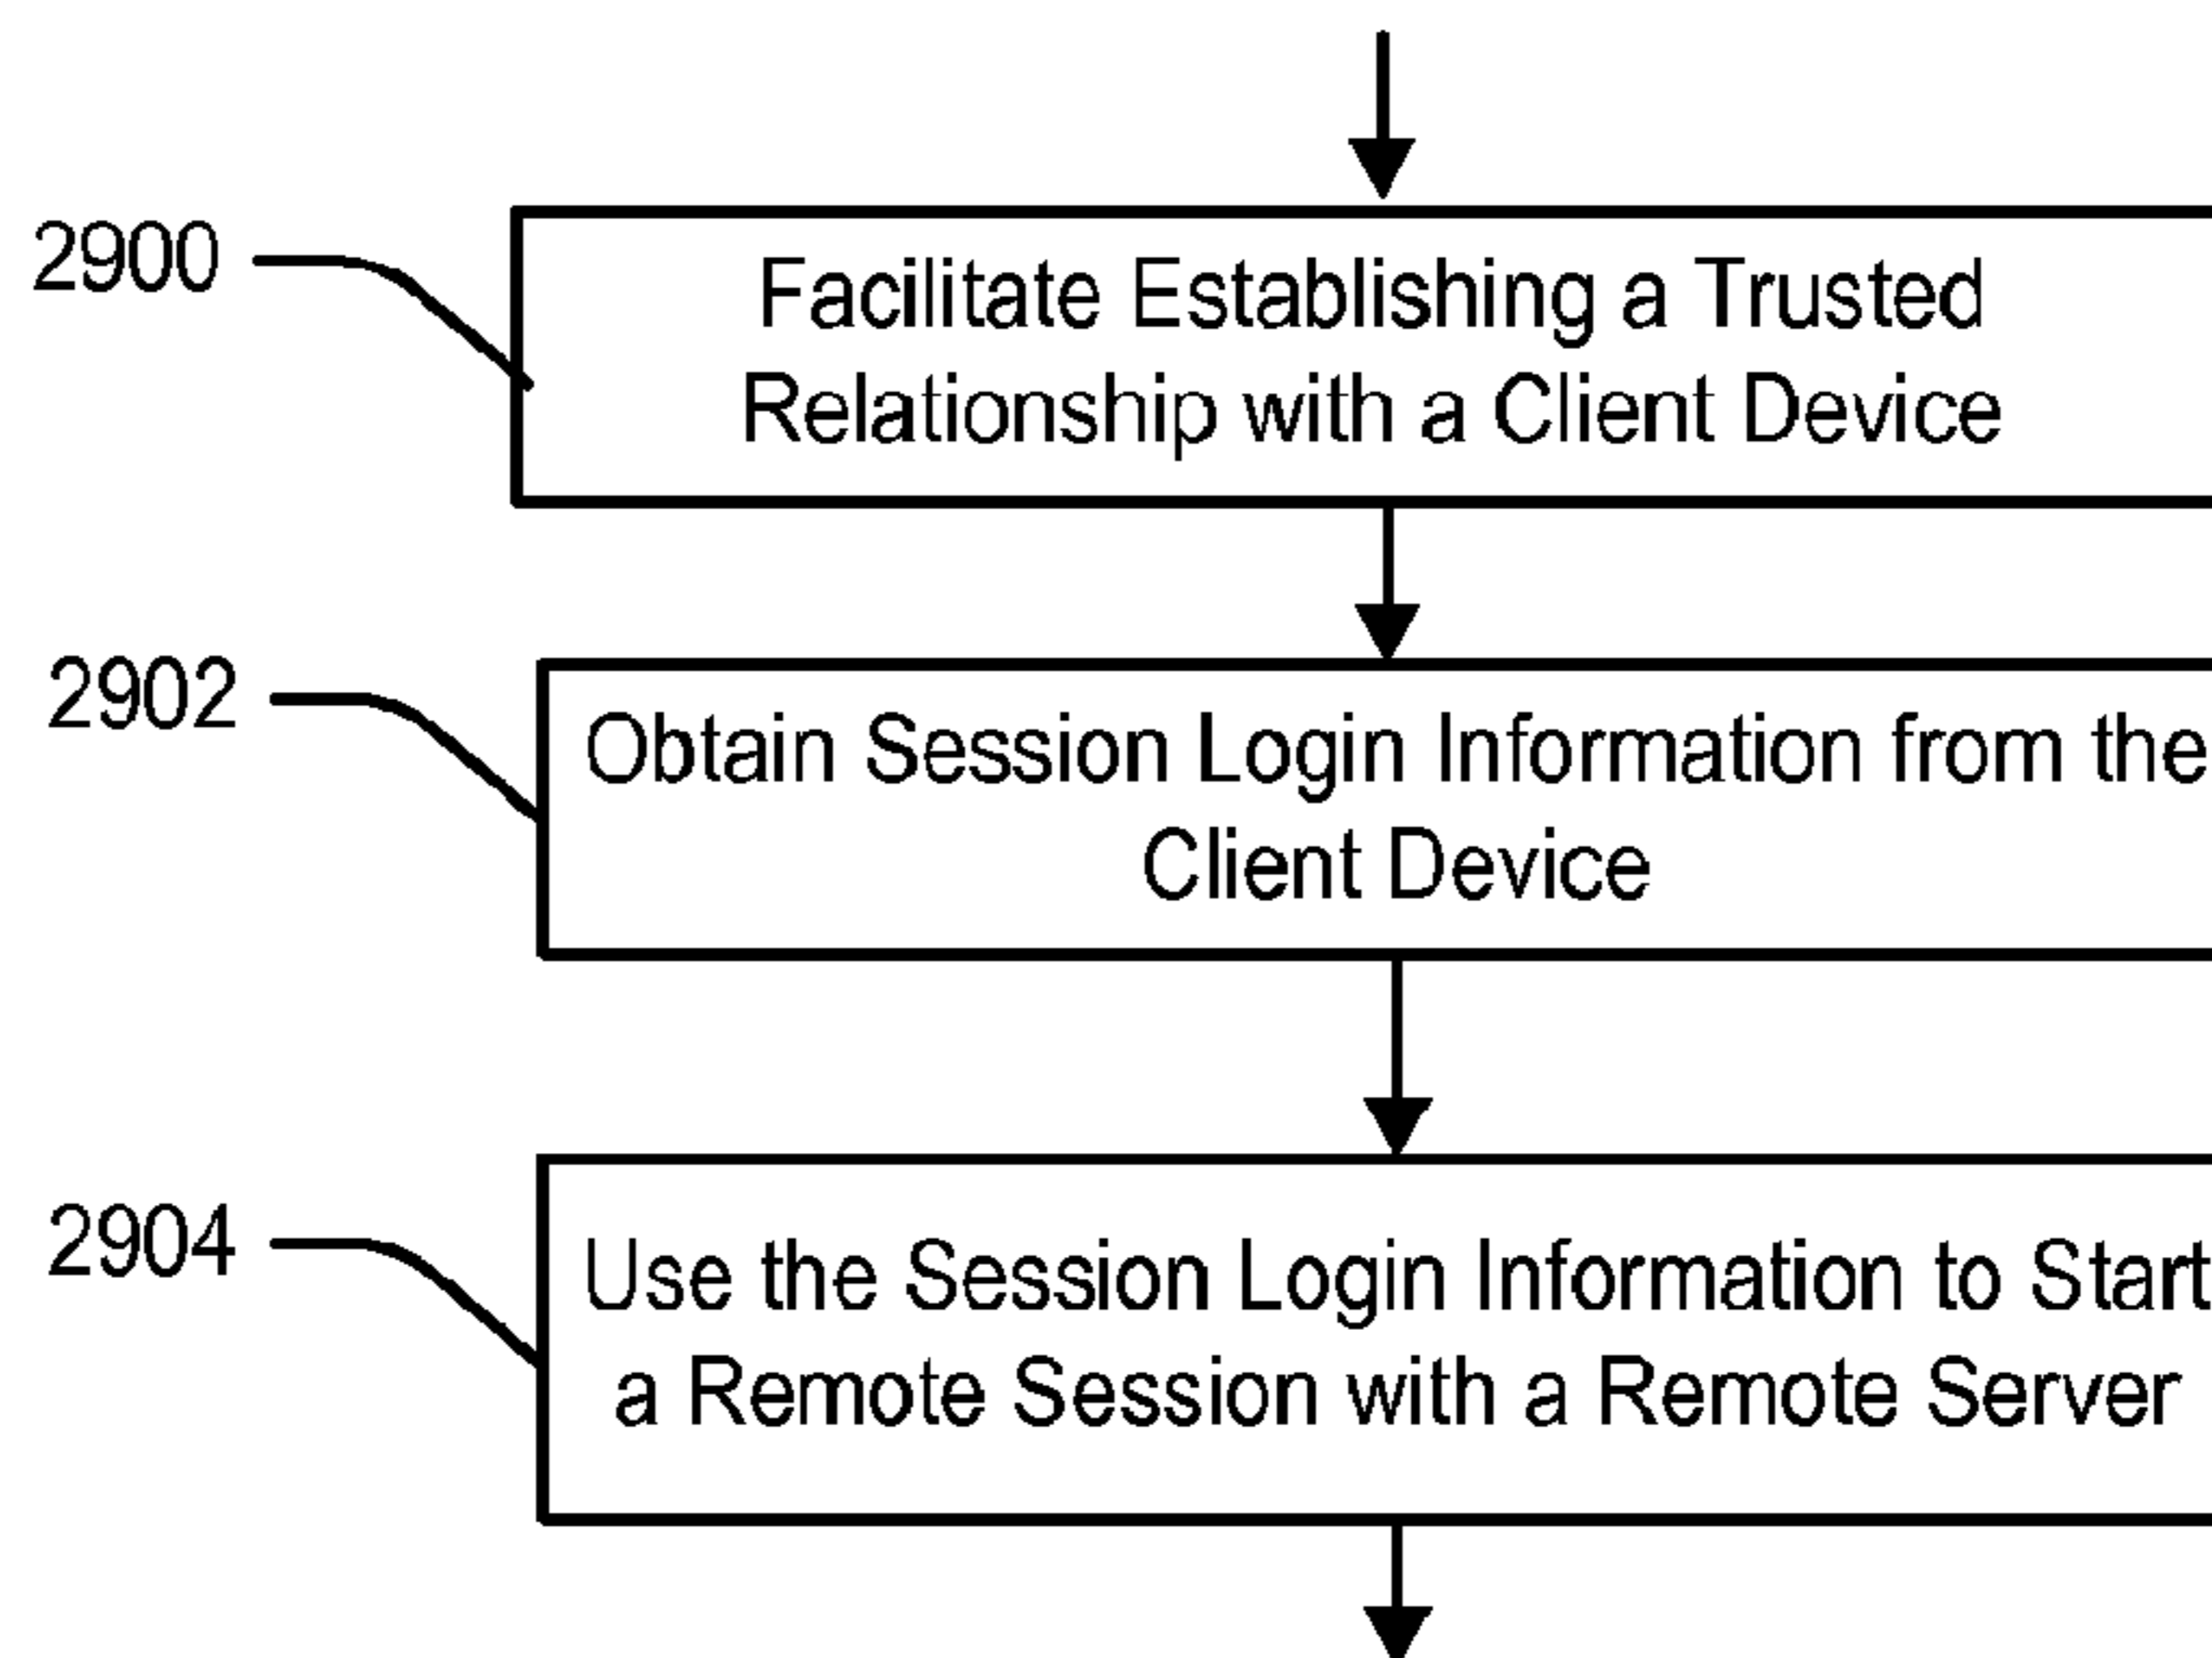 2900
Facilitate Establishing a Trusted
Relationship with a Client Device
2902
Obtain Session Login Information from the
Client Device
2904
Use the Session Login Information to Start
a Remote Session with a Remote Server